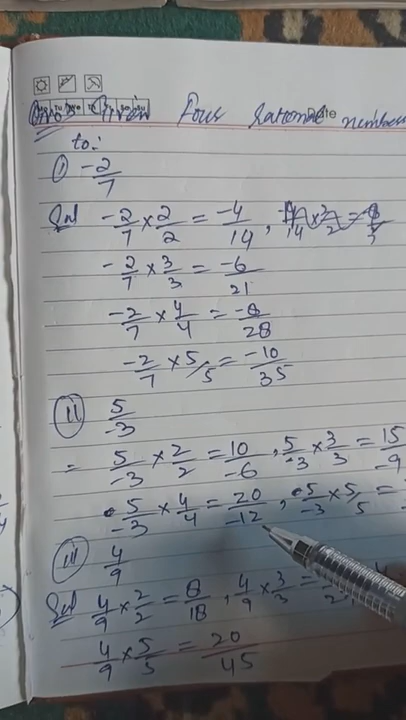 Given Four rational numbers
to:
(i) -2/7
Sol -2/7 × 2/2 = -4/14,
-2/7 × 3/3 = -6/21
-2/7 × 4/4 = -8/28
-2/7 × 5/5 = -10/35
(ii) 5/-3
= 5/-3 × 2/2 = 10/-6, 5/-3 × 3/3 = 15/-9
5/-3 × 4/4 = 20/-12, 5/-3 × 5/5 =
(iii) 4/9
Sol 4/9 × 2/2 = 8/18, 4/9 × 3/3 =
4/9 × 5/5 = 20/45